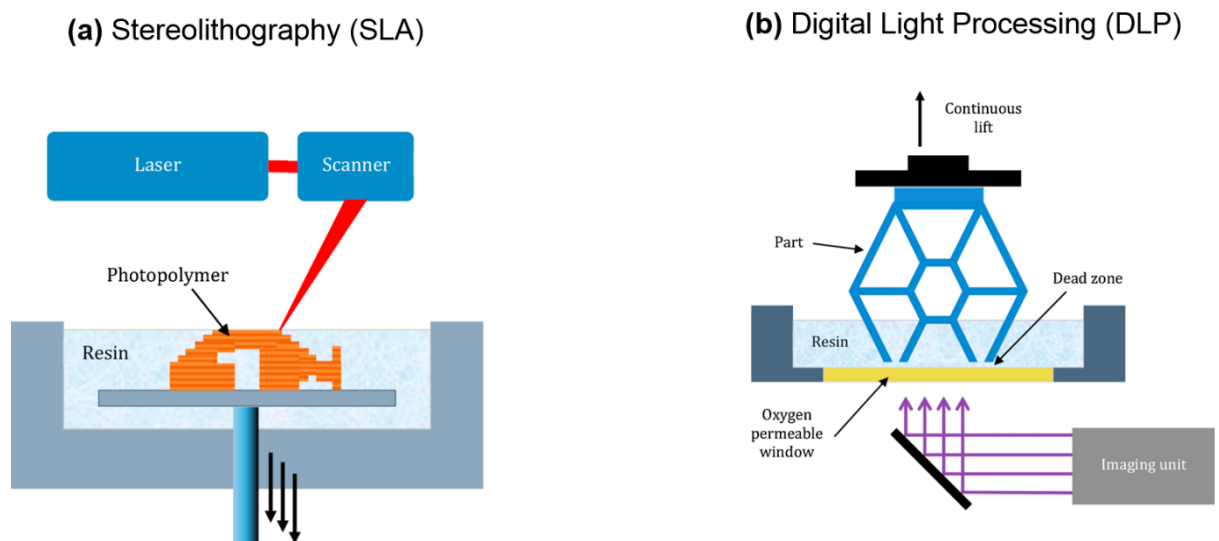 (a) Stereolithography (SLA)
Laser
Scanner
Photopolymer
Resin
(b) Digital Light Processing (DLP)
Continuous
lift
Part
Dead zone
Resin
Oxygen
permeable
window
Imaging unit